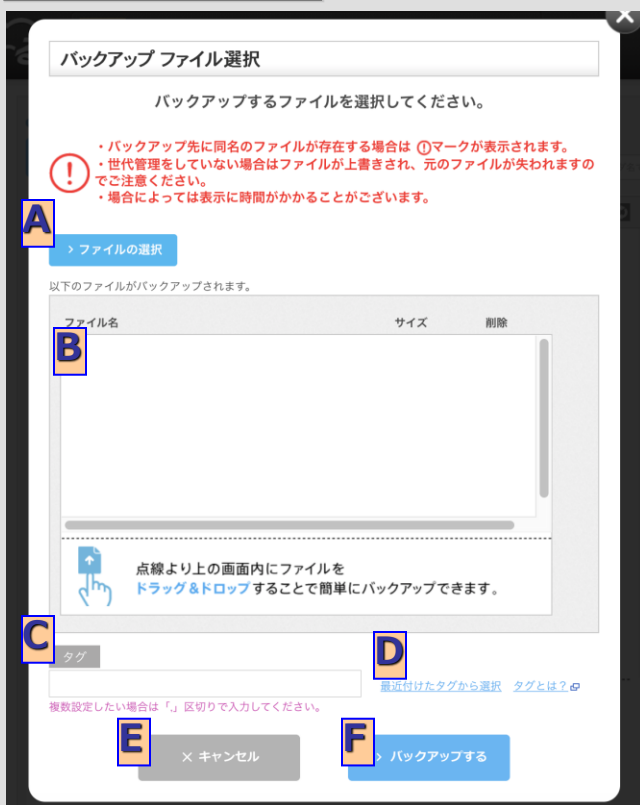 バックアップ ファイル選択
バックアップするファイルを選択してください。
・バックアップ先に同名のファイルが存在する場合は !マークが表示されます。
・世代管理をしていない場合はファイルが上書きされ、元のファイルが失われますの
でご注意ください。
・場合によっては表示に時間がかかることがございます。
A
> ファイルの選択
以下のファイルがバックアップされます。
ファイル名 サイズ 削除
B
点線より上の画面内にファイルを
ドラッグ&ドロップすることで簡単にバックアップできます。
C
タグ
D
最近付けたタグから選択 タグとは?
複数設定したい場合は「,」区切りで入力してください。
E
× キャンセル
F
> バックアップする